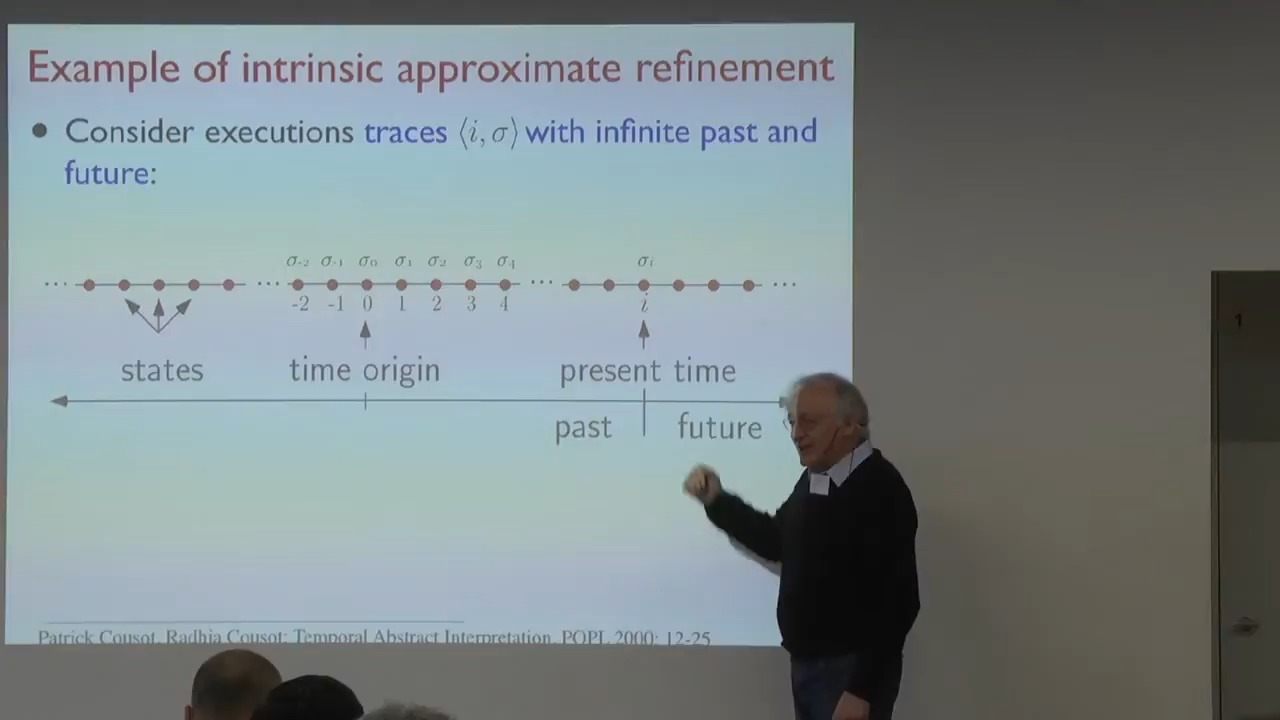 Example of intrinsic approximate refinement
• Consider executions traces ⟨i, σ⟩ with infinite past and
future:
σ-2 σ-1 σ0 σ1 σ2 σ3 σ4 σi
··· ··· ··· ···
-2 -1 0 1 2 3 4 i
states time origin present time
past future
Patrick Cousot, Radhia Cousot: Temporal Abstract Interpretation. POPL 2000: 12-25
1